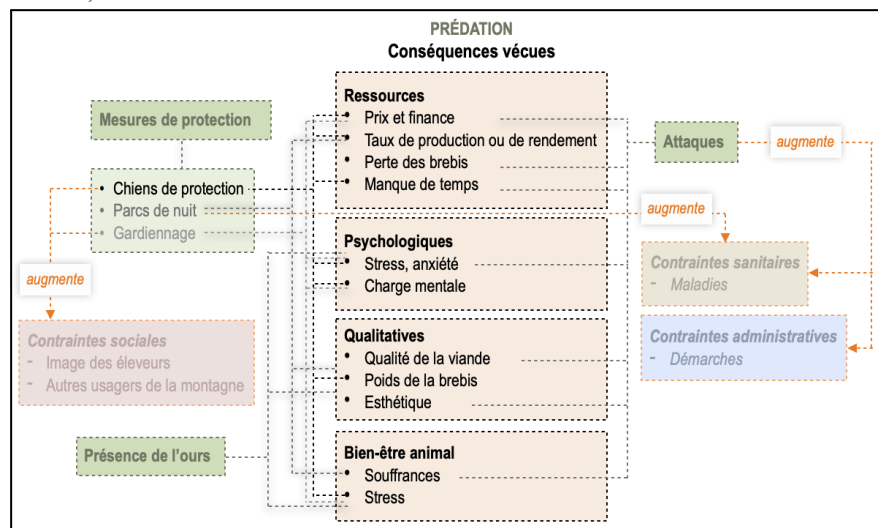 PRÉDATION
Conséquences vécues
Mesures de protection
• Chiens de protection
• Parcs de nuit
• Gardiennage
augmente
Contraintes sociales
- Image des éleveurs
- Autres usagers de la montagne
Présence de l'ours
Ressources
• Prix et finance
• Taux de production ou de rendement
• Perte des brebis
• Manque de temps
Psychologiques
• Stress, anxiété
• Charge mentale
Qualitatives
• Qualité de la viande
• Poids de la brebis
• Esthétique
Bien-être animal
• Souffrances
• Stress
Attaques
augmente
augmente
Contraintes sanitaires
- Maladies
Contraintes administratives
- Démarches